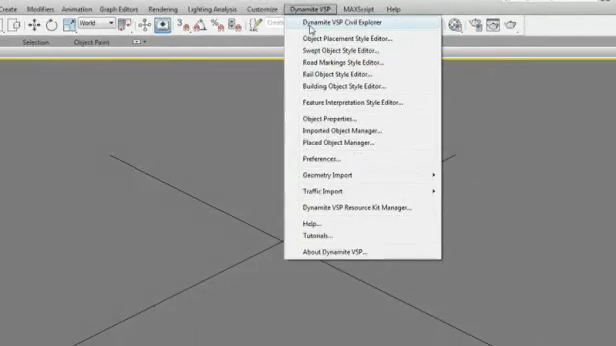 Create Modifiers Animation Graph Editors Rendering Lighting Analysis Customize Dynamite VSP MAXScript Help
World
Selection Object Paint
Dynamite VSP Civil Explorer
Object Placement Style Editor...
Swept Object Style Editor...
Road Markings Style Editor...
Rail Object Style Editor...
Building Object Style Editor...
Feature Interpretation Style Editor...
Object Properties...
Imported Object Manager...
Placed Object Manager...
Preferences...
Geometry Import
Traffic Import
Dynamite VSP Resource Kit Manager...
Help...
Tutorials...
About Dynamite VSP...